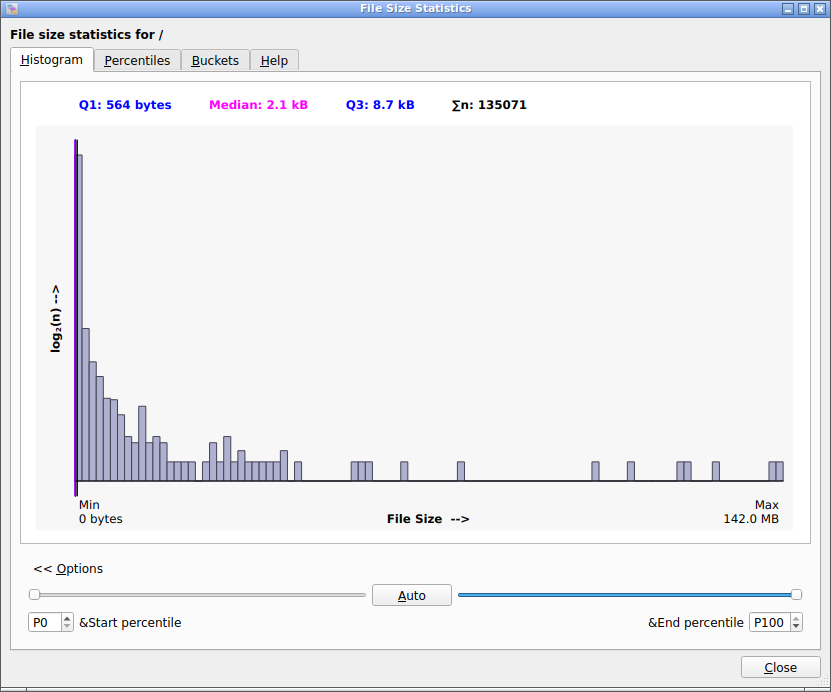 File Size Statistics
File size statistics for /
Histogram Percentiles Buckets Help
Q1: 564 bytes Median: 2.1 kB Q3: 8.7 kB ∑n: 135071
log₂(n) -->
Min Max
0 bytes File Size --> 142.0 MB
<< Options
Auto
P0 &Start percentile &End percentile P100
Close